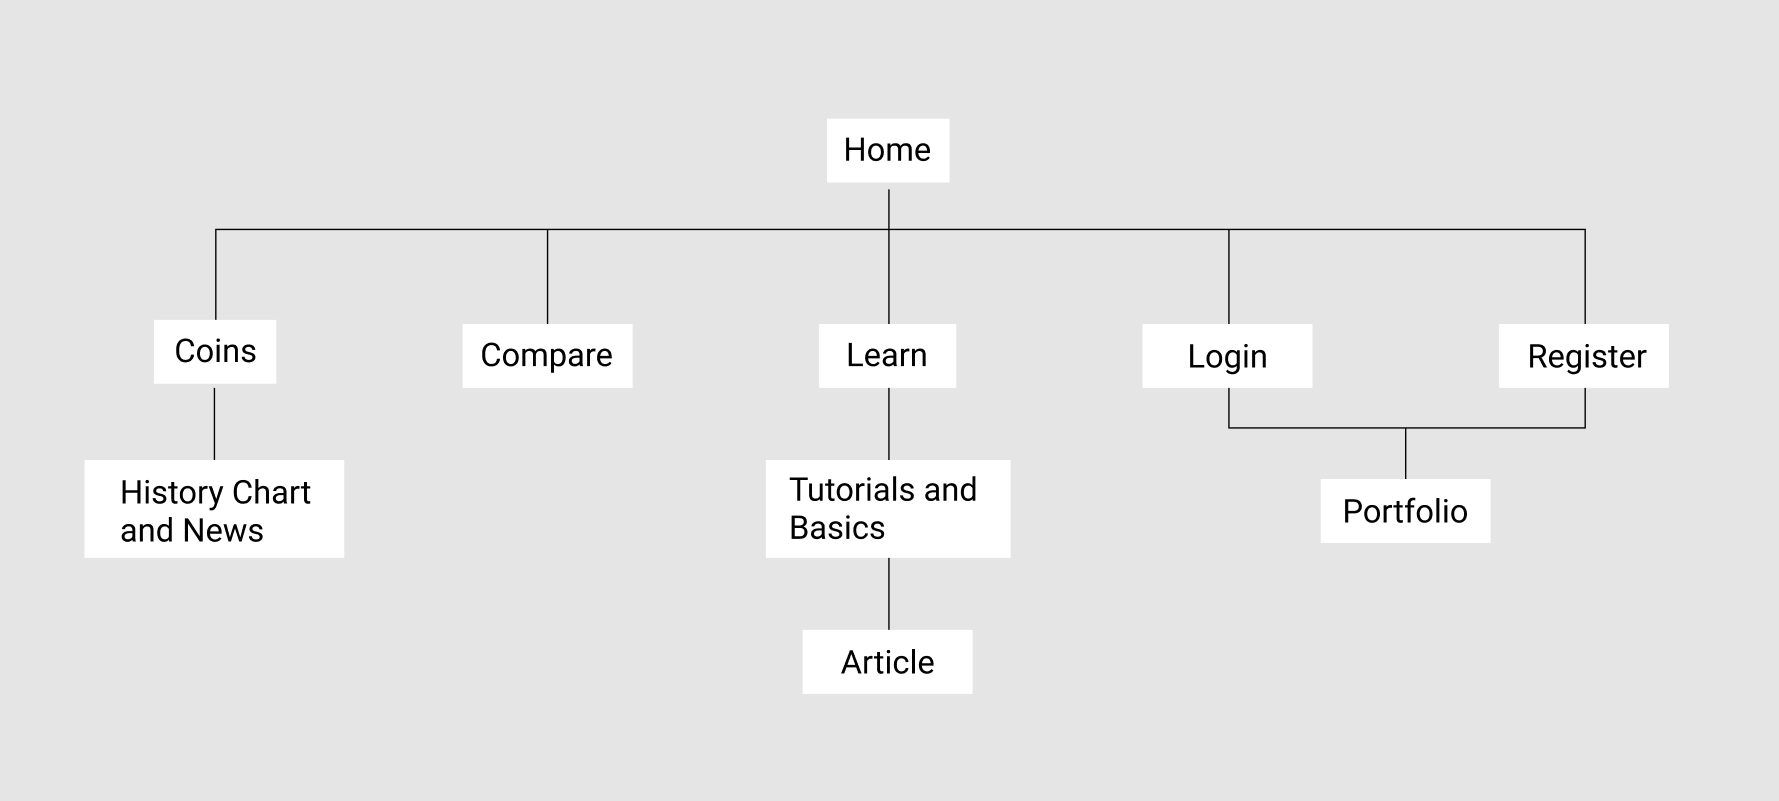 Home
Coins
Compare
Learn
Login
Register
History Chart
and News
Tutorials and
Basics
Portfolio
Article